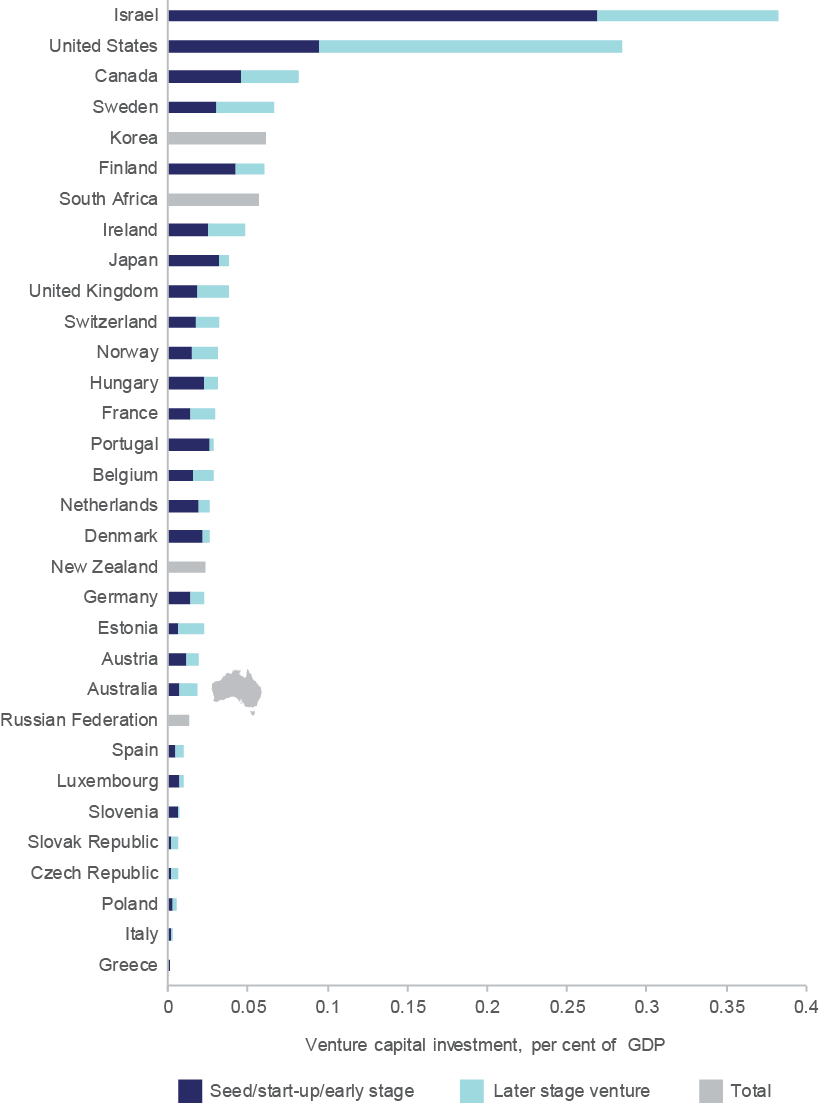 Israel
United States
Canada
Sweden
Korea
Finland
South Africa
Ireland
Japan
United Kingdom
Switzerland
Norway
Hungary
France
Portugal
Belgium
Netherlands
Denmark
New Zealand
Germany
Estonia
Austria
Australia
Russian Federation
Spain
Luxembourg
Slovenia
Slovak Republic
Czech Republic
Poland
Italy
Greece
0 0.05 0.1 0.15 0.2 0.25 0.3 0.35 0.4
Venture capital investment, per cent of GDP
Seed/start-up/early stage Later stage venture Total